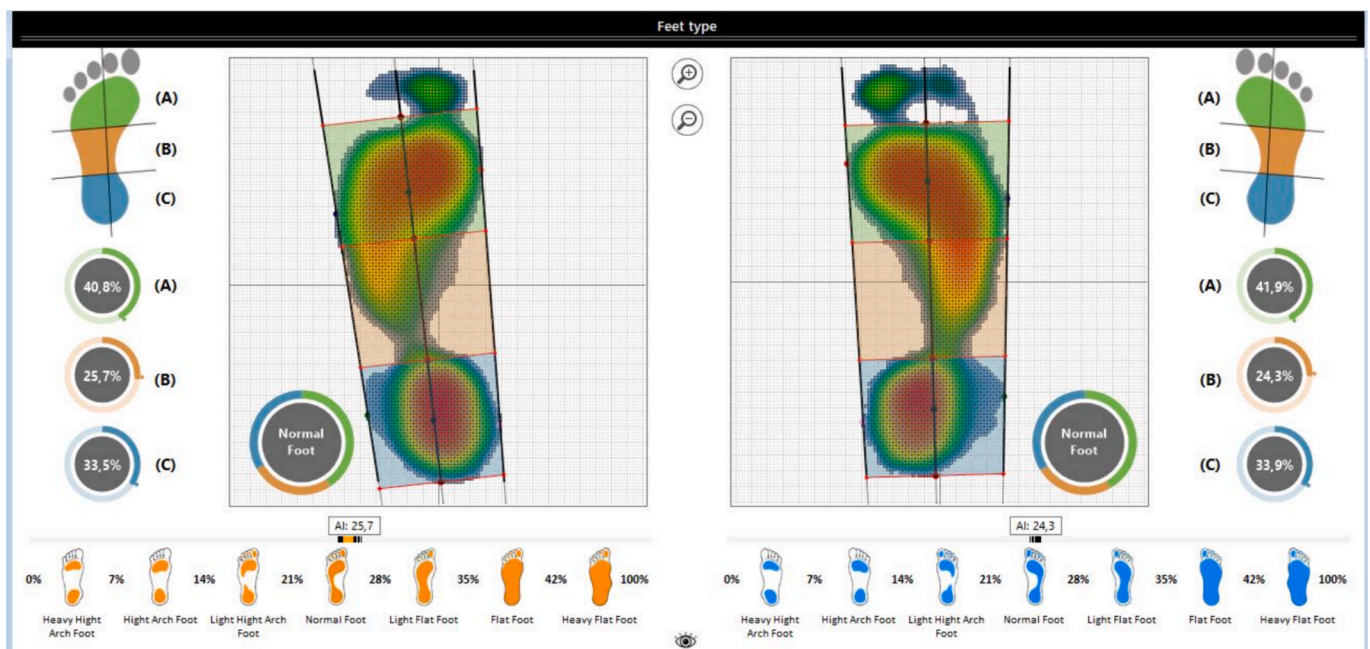 Feet type
(A)
(B)
(C)
40,8% (A)
25,7% (B)
33,5% (C)
Normal
Foot
AI: 25,7
0% 7% 14% 21% 28% 35% 42% 100%
Heavy Hight
Arch Foot
Hight Arch Foot
Light Hight Arch
Foot
Normal Foot
Light Flat Foot
Flat Foot
Heavy Flat Foot
(A)
(B)
(C)
(A) 41,9%
(B) 24,3%
(C) 33,9%
Normal
Foot
AI: 24,3
0% 7% 14% 21% 28% 35% 42% 100%
Heavy Hight
Arch Foot
Hight Arch Foot
Light Hight Arch
Foot
Normal Foot
Light Flat Foot
Flat Foot
Heavy Flat Foot